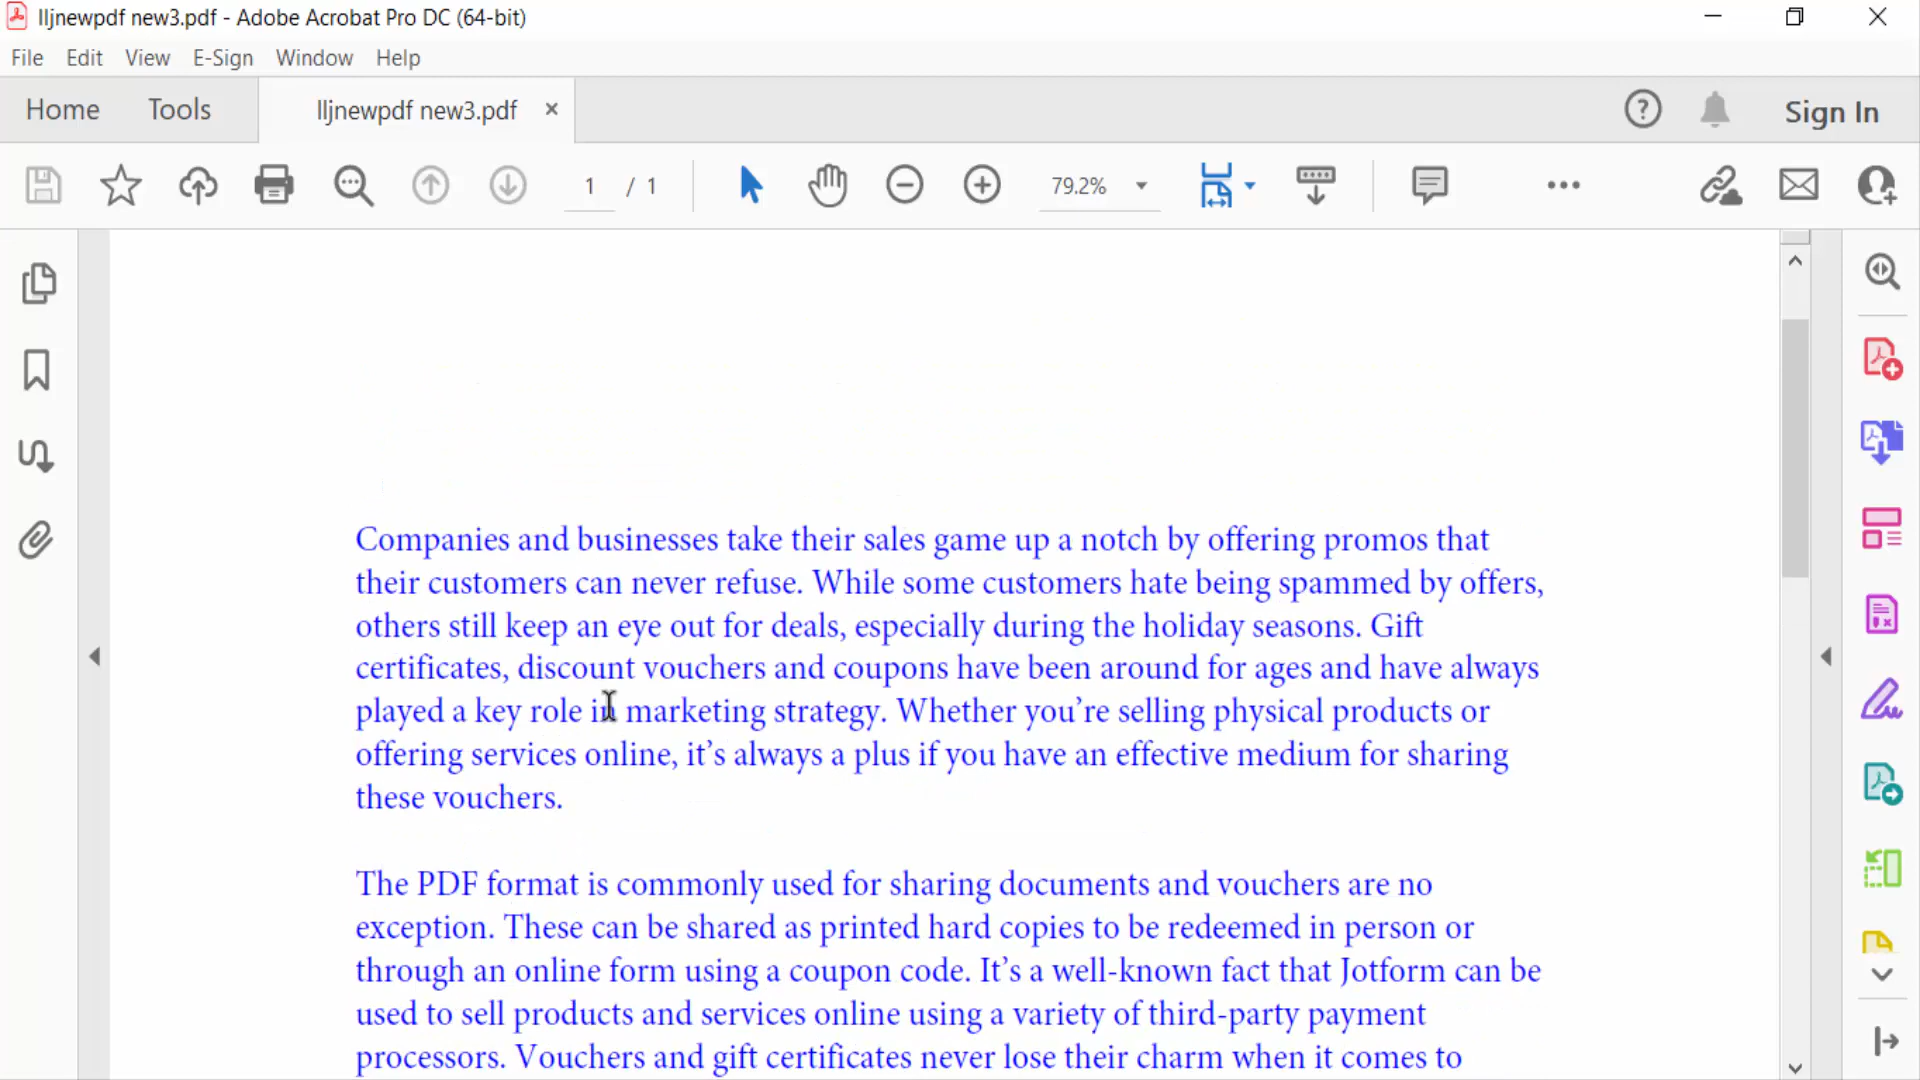 lljnewpdf new3.pdf - Adobe Acrobat Pro DC (64-bit)
File Edit View E-Sign Window Help
Home Tools lljnewpdf new3.pdf × Sign In
1 / 1 79.2%
Companies and businesses take their sales game up a notch by offering promos that
their customers can never refuse. While some customers hate being spammed by offers,
others still keep an eye out for deals, especially during the holiday seasons. Gift
certificates, discount vouchers and coupons have been around for ages and have always
played a key role in marketing strategy. Whether you’re selling physical products or
offering services online, it’s always a plus if you have an effective medium for sharing
these vouchers.
The PDF format is commonly used for sharing documents and vouchers are no
exception. These can be shared as printed hard copies to be redeemed in person or
through an online form using a coupon code. It’s a well-known fact that Jotform can be
used to sell products and services online using a variety of third-party payment
processors. Vouchers and gift certificates never lose their charm when it comes to